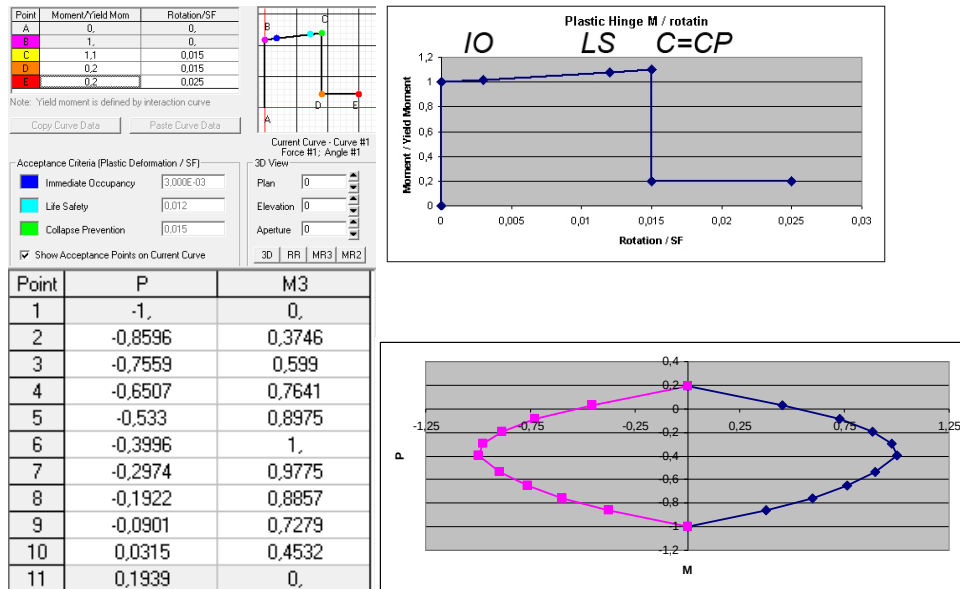 Point Moment/Yield Mom Rotation/SF
A 0, 0,
B 1, 0,
C 1,1 0,015
D 0,2 0,015
E 0,2 0,025
Note: Yield moment is defined by interaction curve
Copy Curve Data Paste Curve Data
B C
D E
A
Current Curve - Curve #1
Force #1; Angle #1
Acceptance Criteria (Plastic Deformation / SF)
Immediate Occupancy 3,000E-03
Life Safety 0,012
Collapse Prevention 0,015
Show Acceptance Points on Current Curve
3D View
Plan 0
Elevation 0
Aperture 0
3D RR MR3 MR2
Plastic Hinge M / rotatin
IO LS C=CP
Moment / Yield Moment
1,2
1
0,8
0,6
0,4
0,2
0
0 0,005 0,01 0,015 0,02 0,025 0,03
Rotation / SF
Point P M3
1 -1, 0,
2 -0,8596 0,3746
3 -0,7559 0,599
4 -0,6507 0,7641
5 -0,533 0,8975
6 -0,3996 1,
7 -0,2974 0,9775
8 -0,1922 0,8857
9 -0,0901 0,7279
10 0,0315 0,4532
11 0,1939 0,
0,4
0,2
0
-1,25 -0,75 -0,25 0,25 0,75 1,25
-0,2
-0,4
-0,6
-0,8
-1
-1,2
P
M